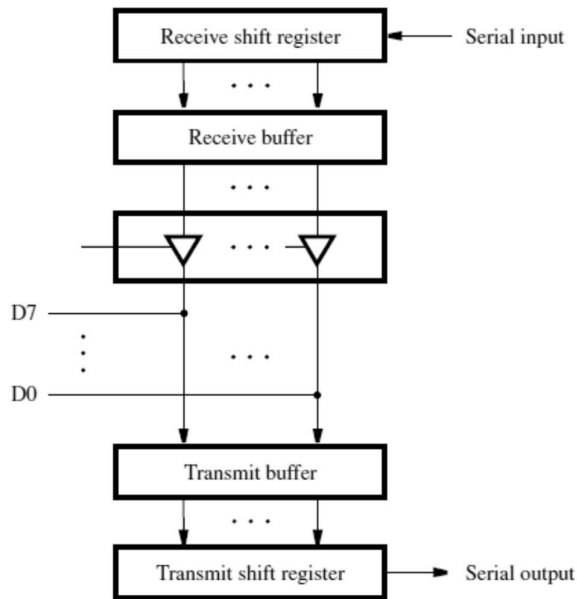 Receive shift register
Serial input
Receive buffer
D7
D0
Transmit buffer
Transmit shift register
Serial output